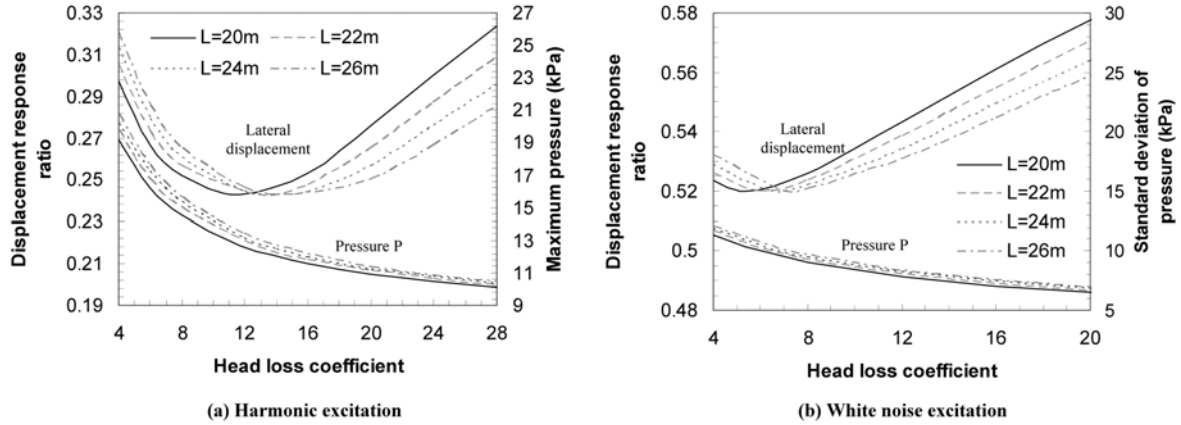 0.33
0.31
0.29
0.27
0.25
0.23
0.21
0.19
Displacement response
ratio
L=20m
L=22m
L=24m
L=26m
Lateral
displacement
Pressure P
27
25
23
21
19
17
15
13
11
9
Maximum pressure (kPa)
4 8 12 16 20 24 28
Head loss coefficient
(a) Harmonic excitation
0.58
0.56
0.54
0.52
0.5
0.48
Displacement response
ratio
Lateral
displacement
L=20m
L=22m
L=24m
L=26m
Pressure P
30
25
20
15
10
5
Standard deviation of
pressure (kPa)
4 8 12 16 20
Head loss coefficient
(b) White noise excitation